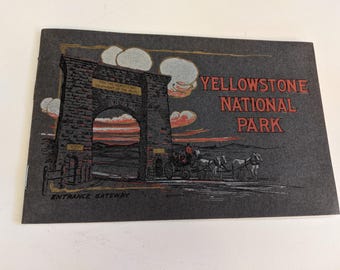 YELLOWSTONE
NATIONAL
PARK
ENTRANCE GATEWAY